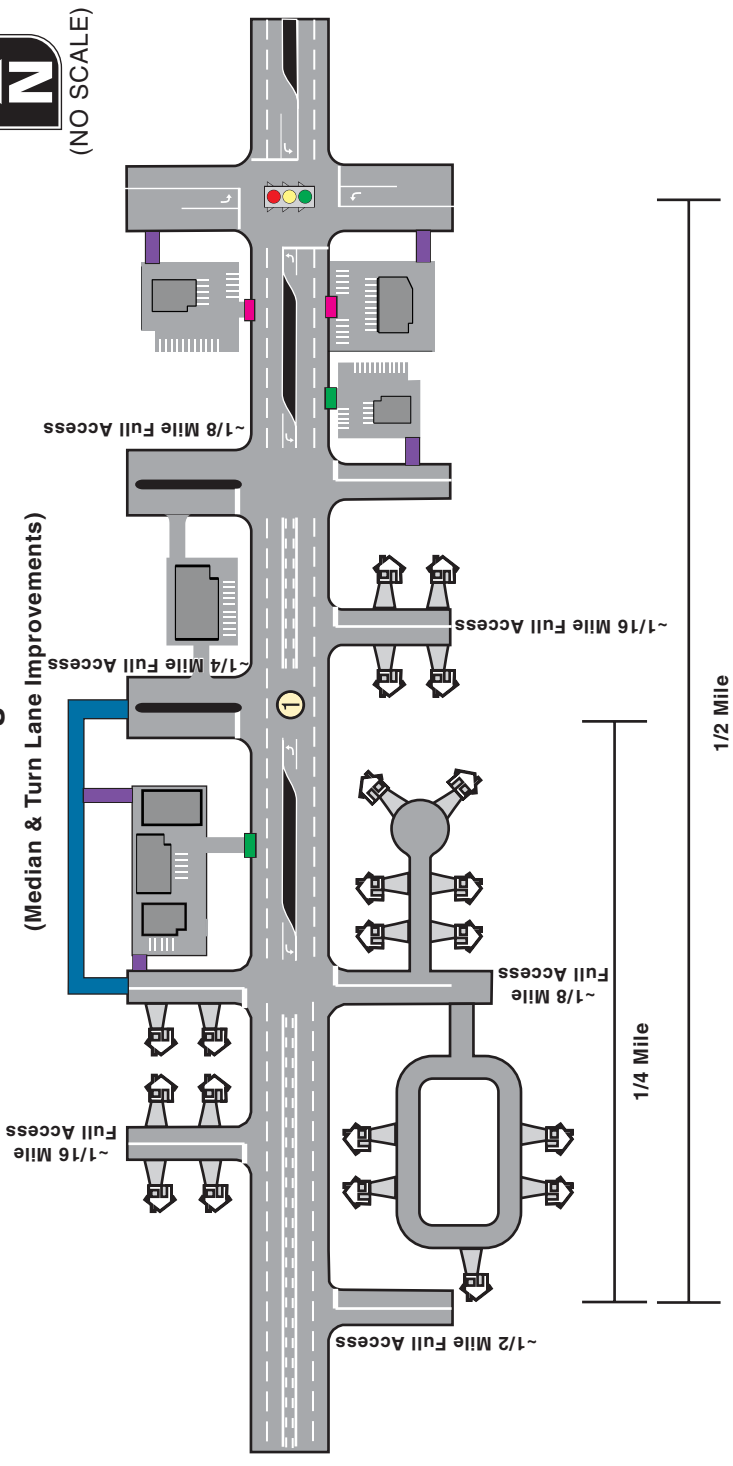 N
(NO SCALE)
(Median & Turn Lane Improvements)
~1/8 Mile Full Access
~1/4 Mile Full Access
~1/16 Mile
Full Access
1
~1/16 Mile Full Access
~1/8 Mile
Full Access
~1/2 Mile Full Access
1/4 Mile
1/2 Mile